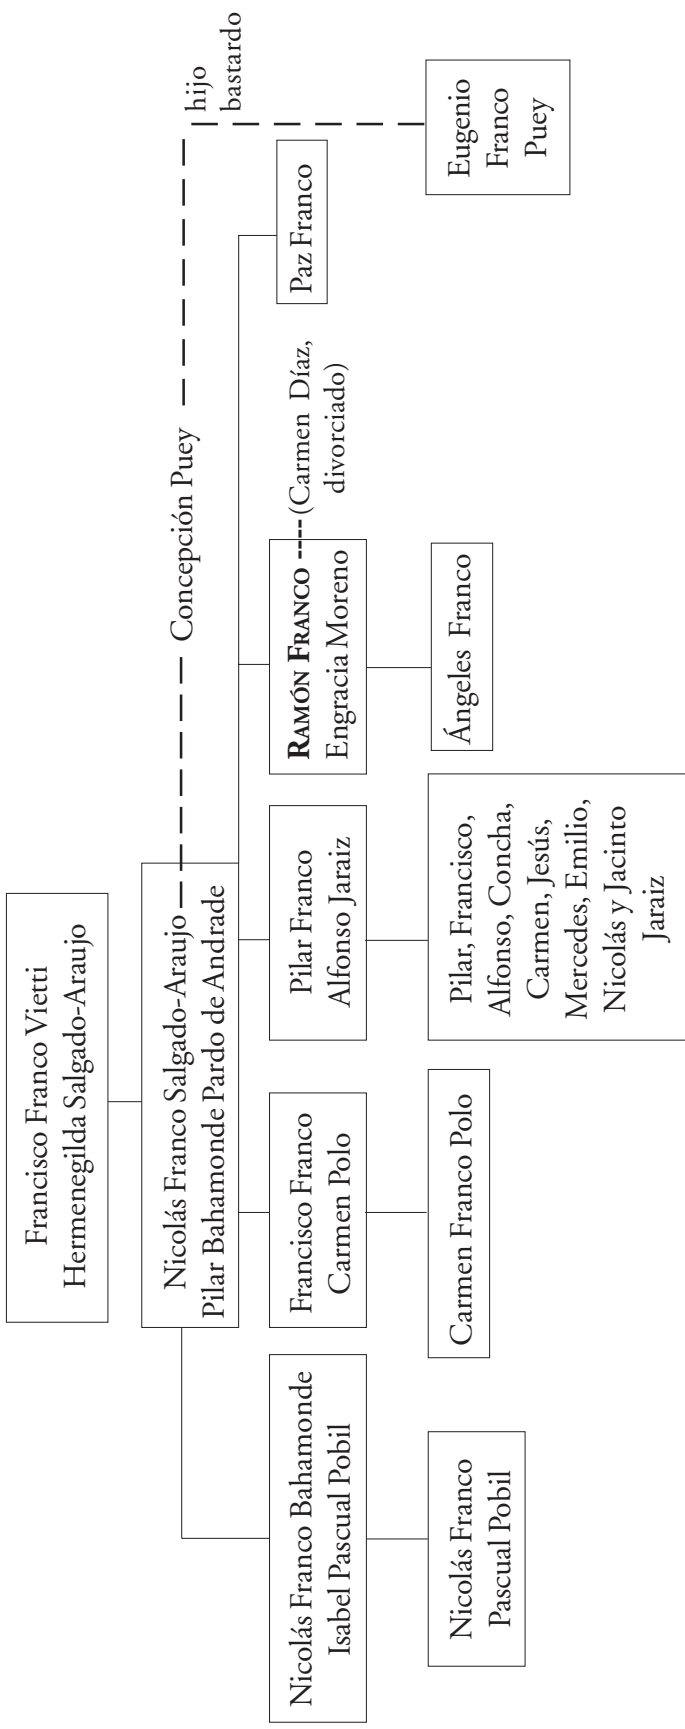 Francisco Franco Vietti
Hermenegilda Salgado-Araujo
Nicolás Franco Salgado-Araujo
Pilar Bahamonde Pardo de Andrade
Concepción Puey
hijo
bastardo
Nicolás Franco Bahamonde
Isabel Pascual Pobil
Francisco Franco
Carmen Polo
Pilar Franco
Alfonso Jaraiz
RAMÓN FRANCO ----(Carmen Díaz,
divorciado)
Engracia Moreno
Paz Franco
Nicolás Franco
Pascual Pobil
Carmen Franco Polo
Pilar, Francisco,
Alfonso, Concha,
Carmen, Jesús,
Mercedes, Emilio,
Nicolás y Jacinto
Jaraiz
Ángeles Franco
Eugenio
Franco
Puey